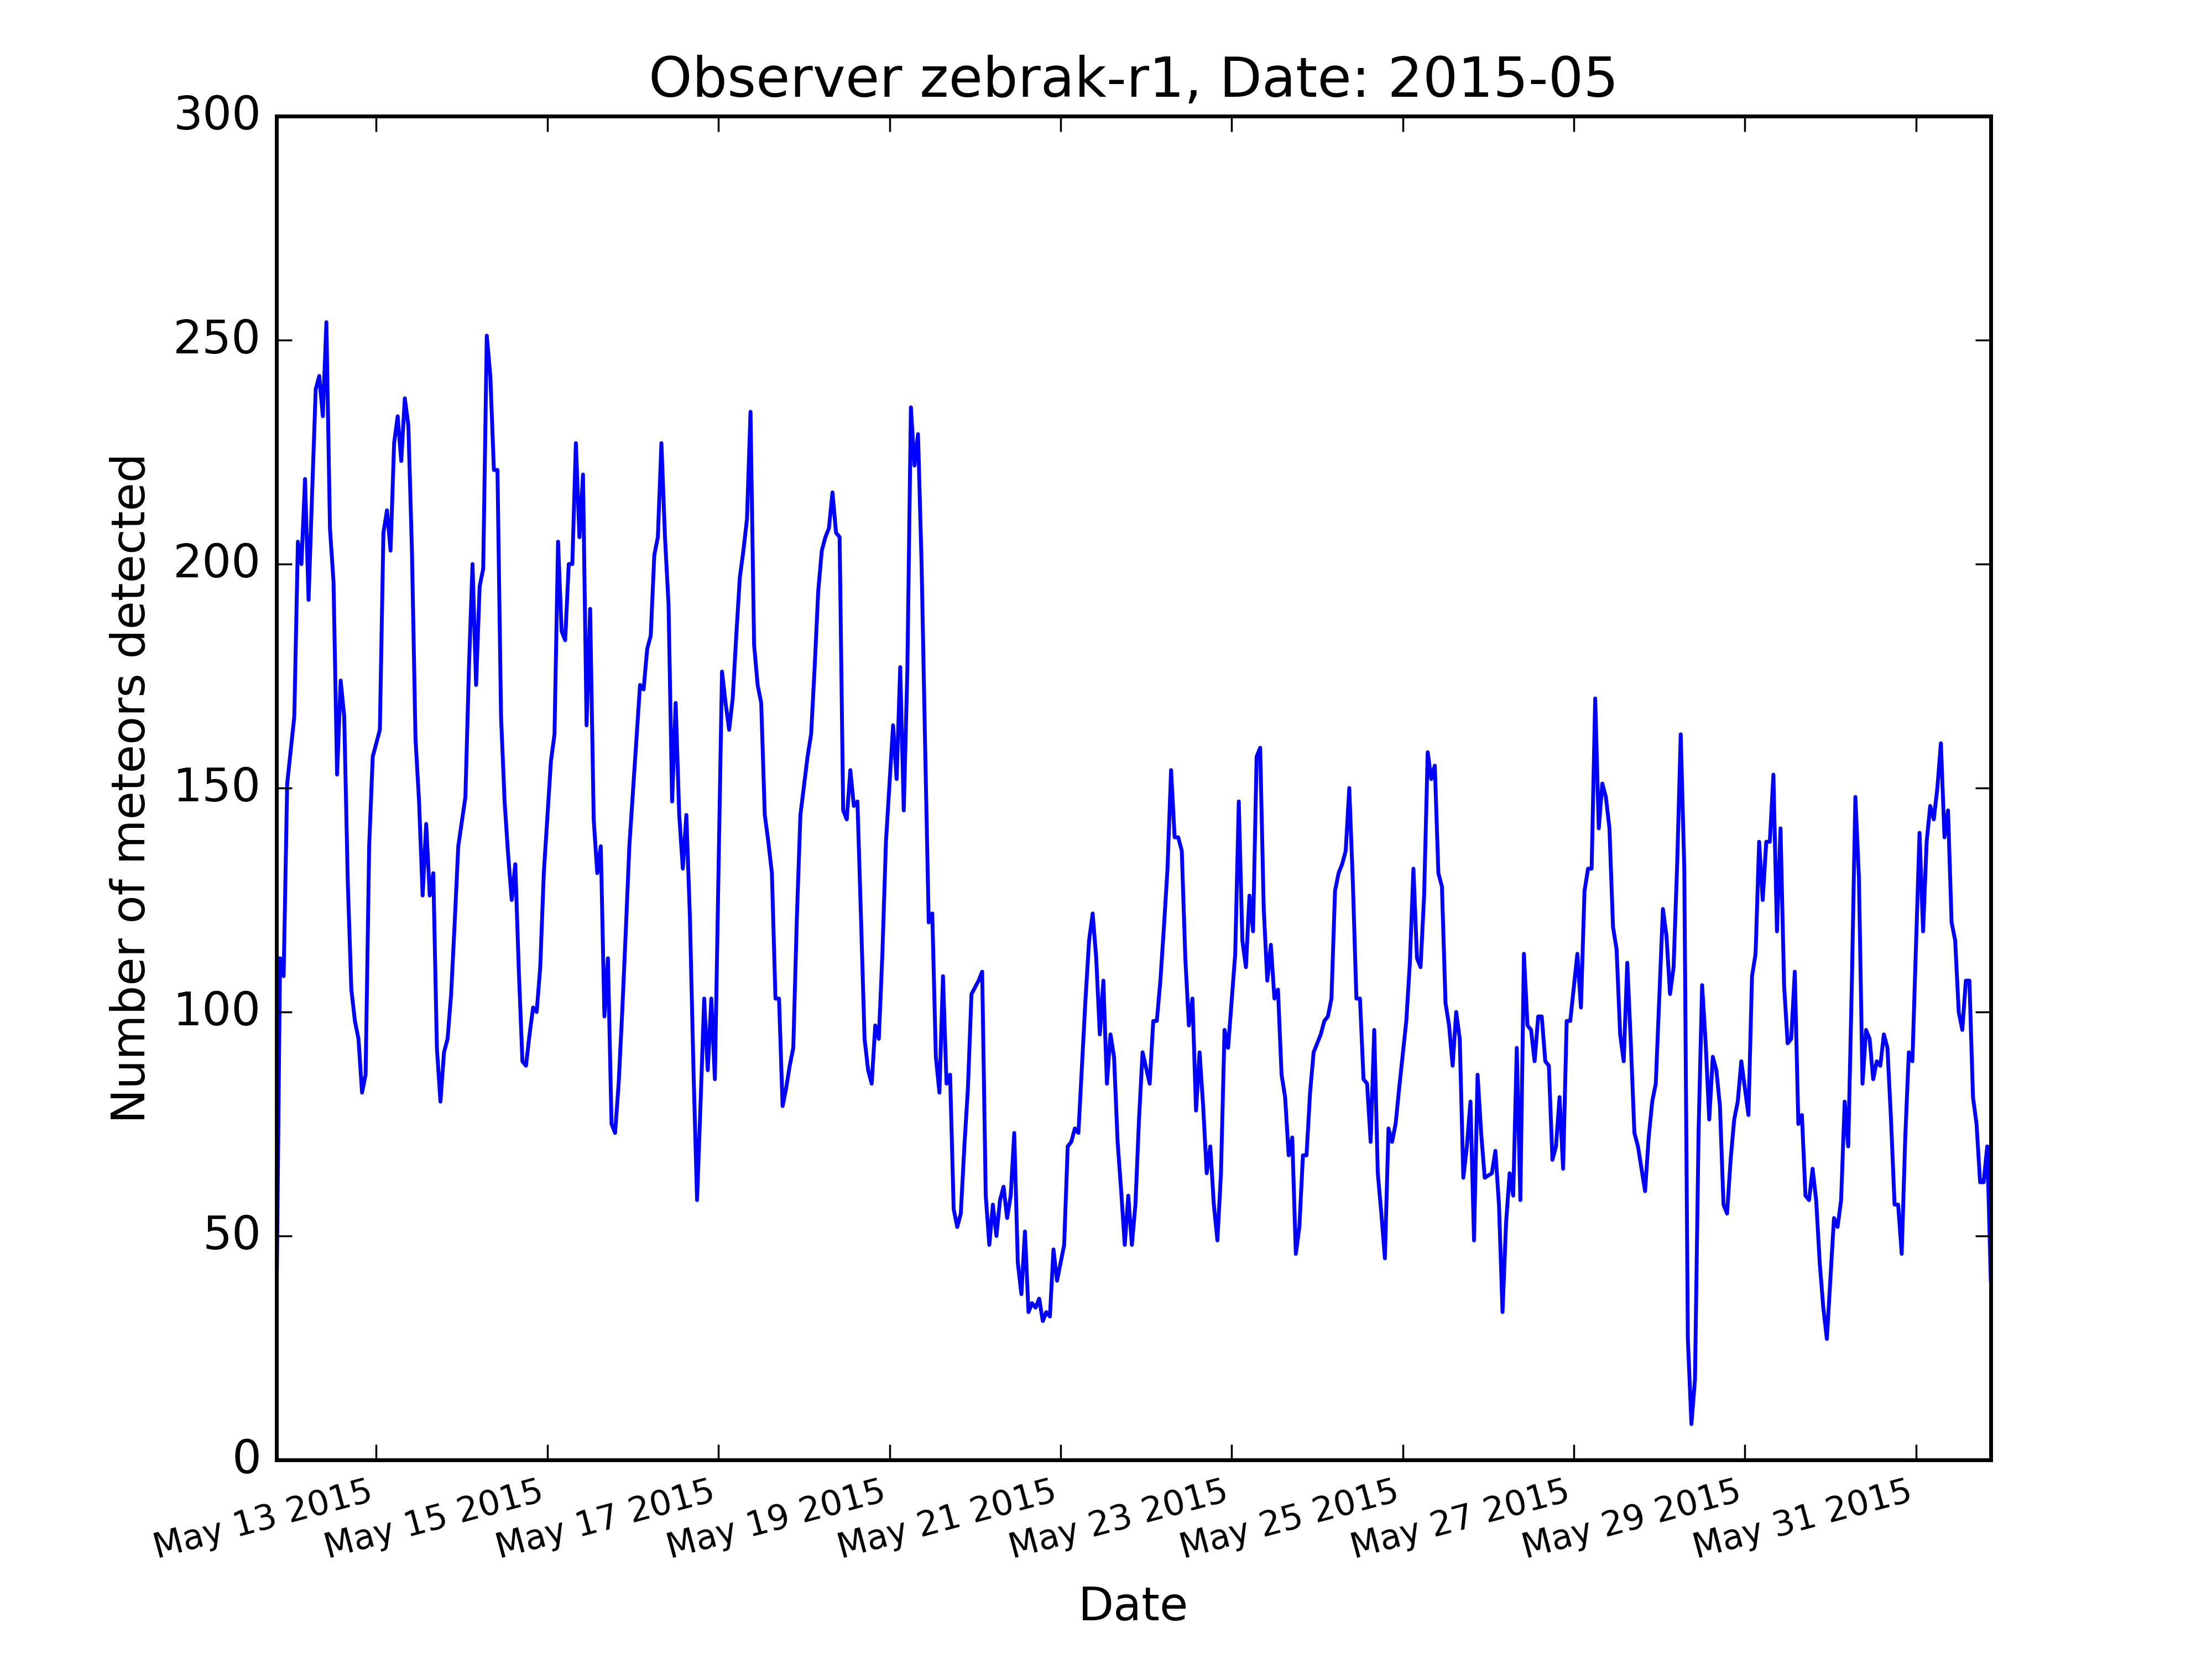 Observer zebrak-r1, Date: 2015-05
300
250
200
150
100
50
0
Number of meteors detected
May 13 2015
May 15 2015
May 17 2015
May 19 2015
May 21 2015
May 23 2015
May 25 2015
May 27 2015
May 29 2015
May 31 2015
Date